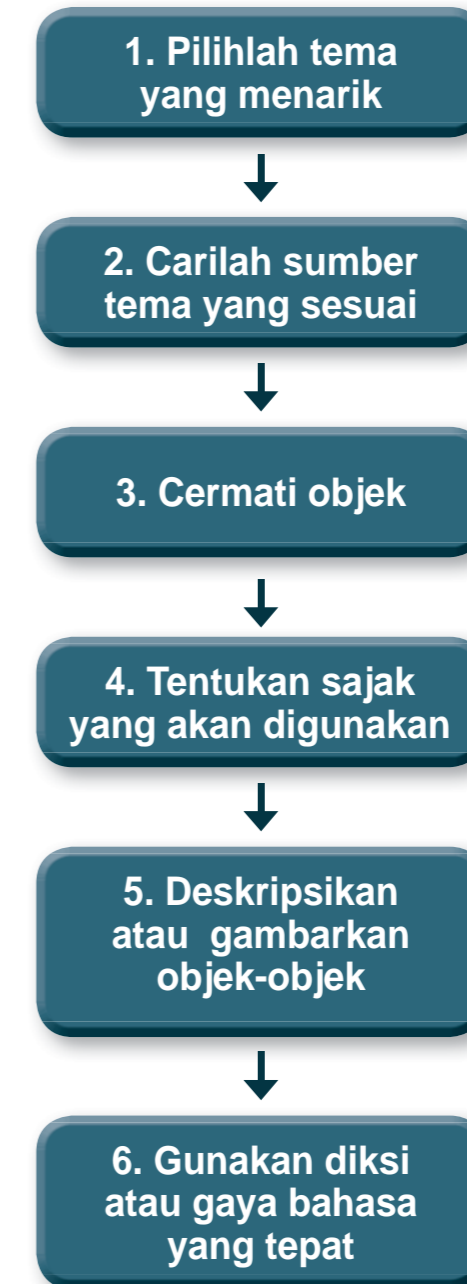 1. Pilihlah tema
yang menarik
2. Carilah sumber
tema yang sesuai
3. Cermati objek
4. Tentukan sajak
yang akan digunakan
5. Deskripsikan
atau gambarkan
objek-objek
6. Gunakan diksi
atau gaya bahasa
yang tepat